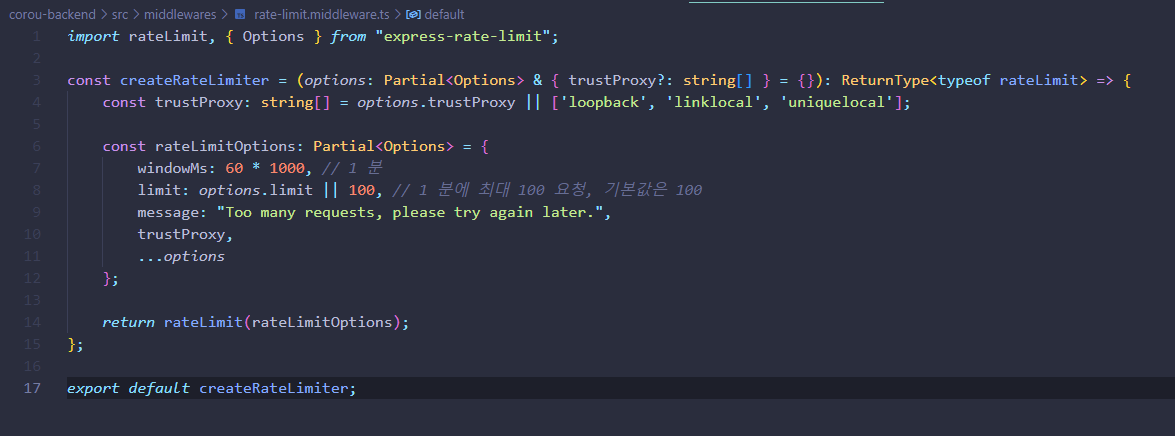 corou-backend > src > middlewares > TS rate-limit.middleware.ts > default
1 import rateLimit, { Options } from "express-rate-limit";
2
3 const createRateLimiter = (options: Partial<Options> & { trustProxy?: string[] } = {}): ReturnType<typeof rateLimit> => {
4     const trustProxy: string[] = options.trustProxy || ['loopback', 'linklocal', 'uniquelocal'];
5
6     const rateLimitOptions: Partial<Options> = {
7         windowMs: 60 * 1000, // 1 분
8         limit: options.limit || 100, // 1 분에 최대 100 요청, 기본값은 100
9         message: "Too many requests, please try again later.",
10         trustProxy,
11         ...options
12     };
13
14     return rateLimit(rateLimitOptions);
15 };
16
17 export default createRateLimiter;